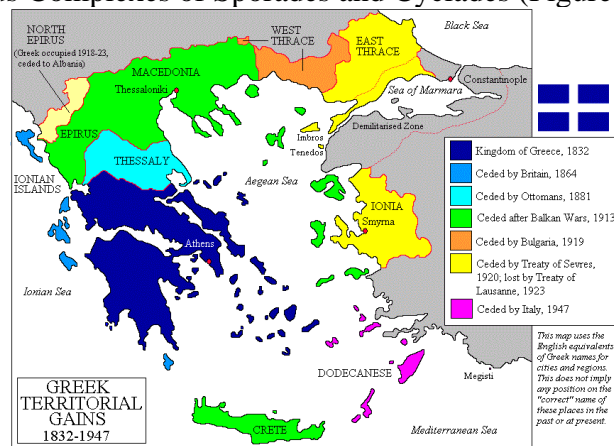 as Complexes of Sporades and Cyclades (Figure
NORTH
EPIRUS
(Greek occupied 1918-23,
ceded to Albania)
WEST
THRACE
EAST
THRACE
Black Sea
MACEDONIA
Thessaloniki
Constantinople
Sea of Marmara
EPIRUS
Imbros
Tenedos
Demilitarised Zone
THESSALY
IONIAN
ISLANDS
Aegean Sea
IONIA
Smyrna
Athens
Ionian Sea
DODECANESE
Megisti
CRETE
Mediterranean Sea
Kingdom of Greece, 1832
Ceded by Britain, 1864
Ceded by Ottomans, 1881
Ceded after Balkan Wars, 1913
Ceded by Bulgaria, 1919
Ceded by Treaty of Sevres,
1920; lost by Treaty of
Lausanne, 1923
Ceded by Italy, 1947
This map uses the
English equivalents
of Greek names for
cities and regions.
This does not imply
any position on the
"correct" name of
these places in the
past or at present.
GREEK
TERRITORIAL
GAINS
1832-1947